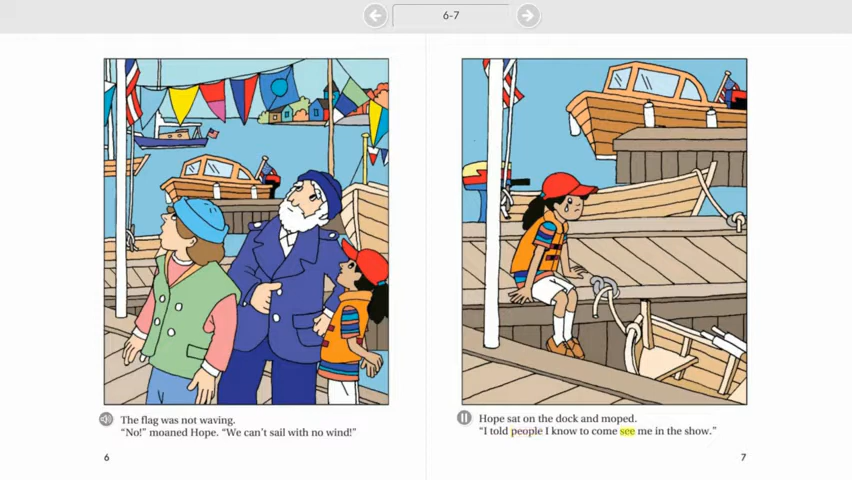 6-7
The flag was not waving.
“No!” moaned Hope. “We can’t sail with no wind!”
6
Hope sat on the dock and moped.
“I told people I know to come see me in the show.”
7